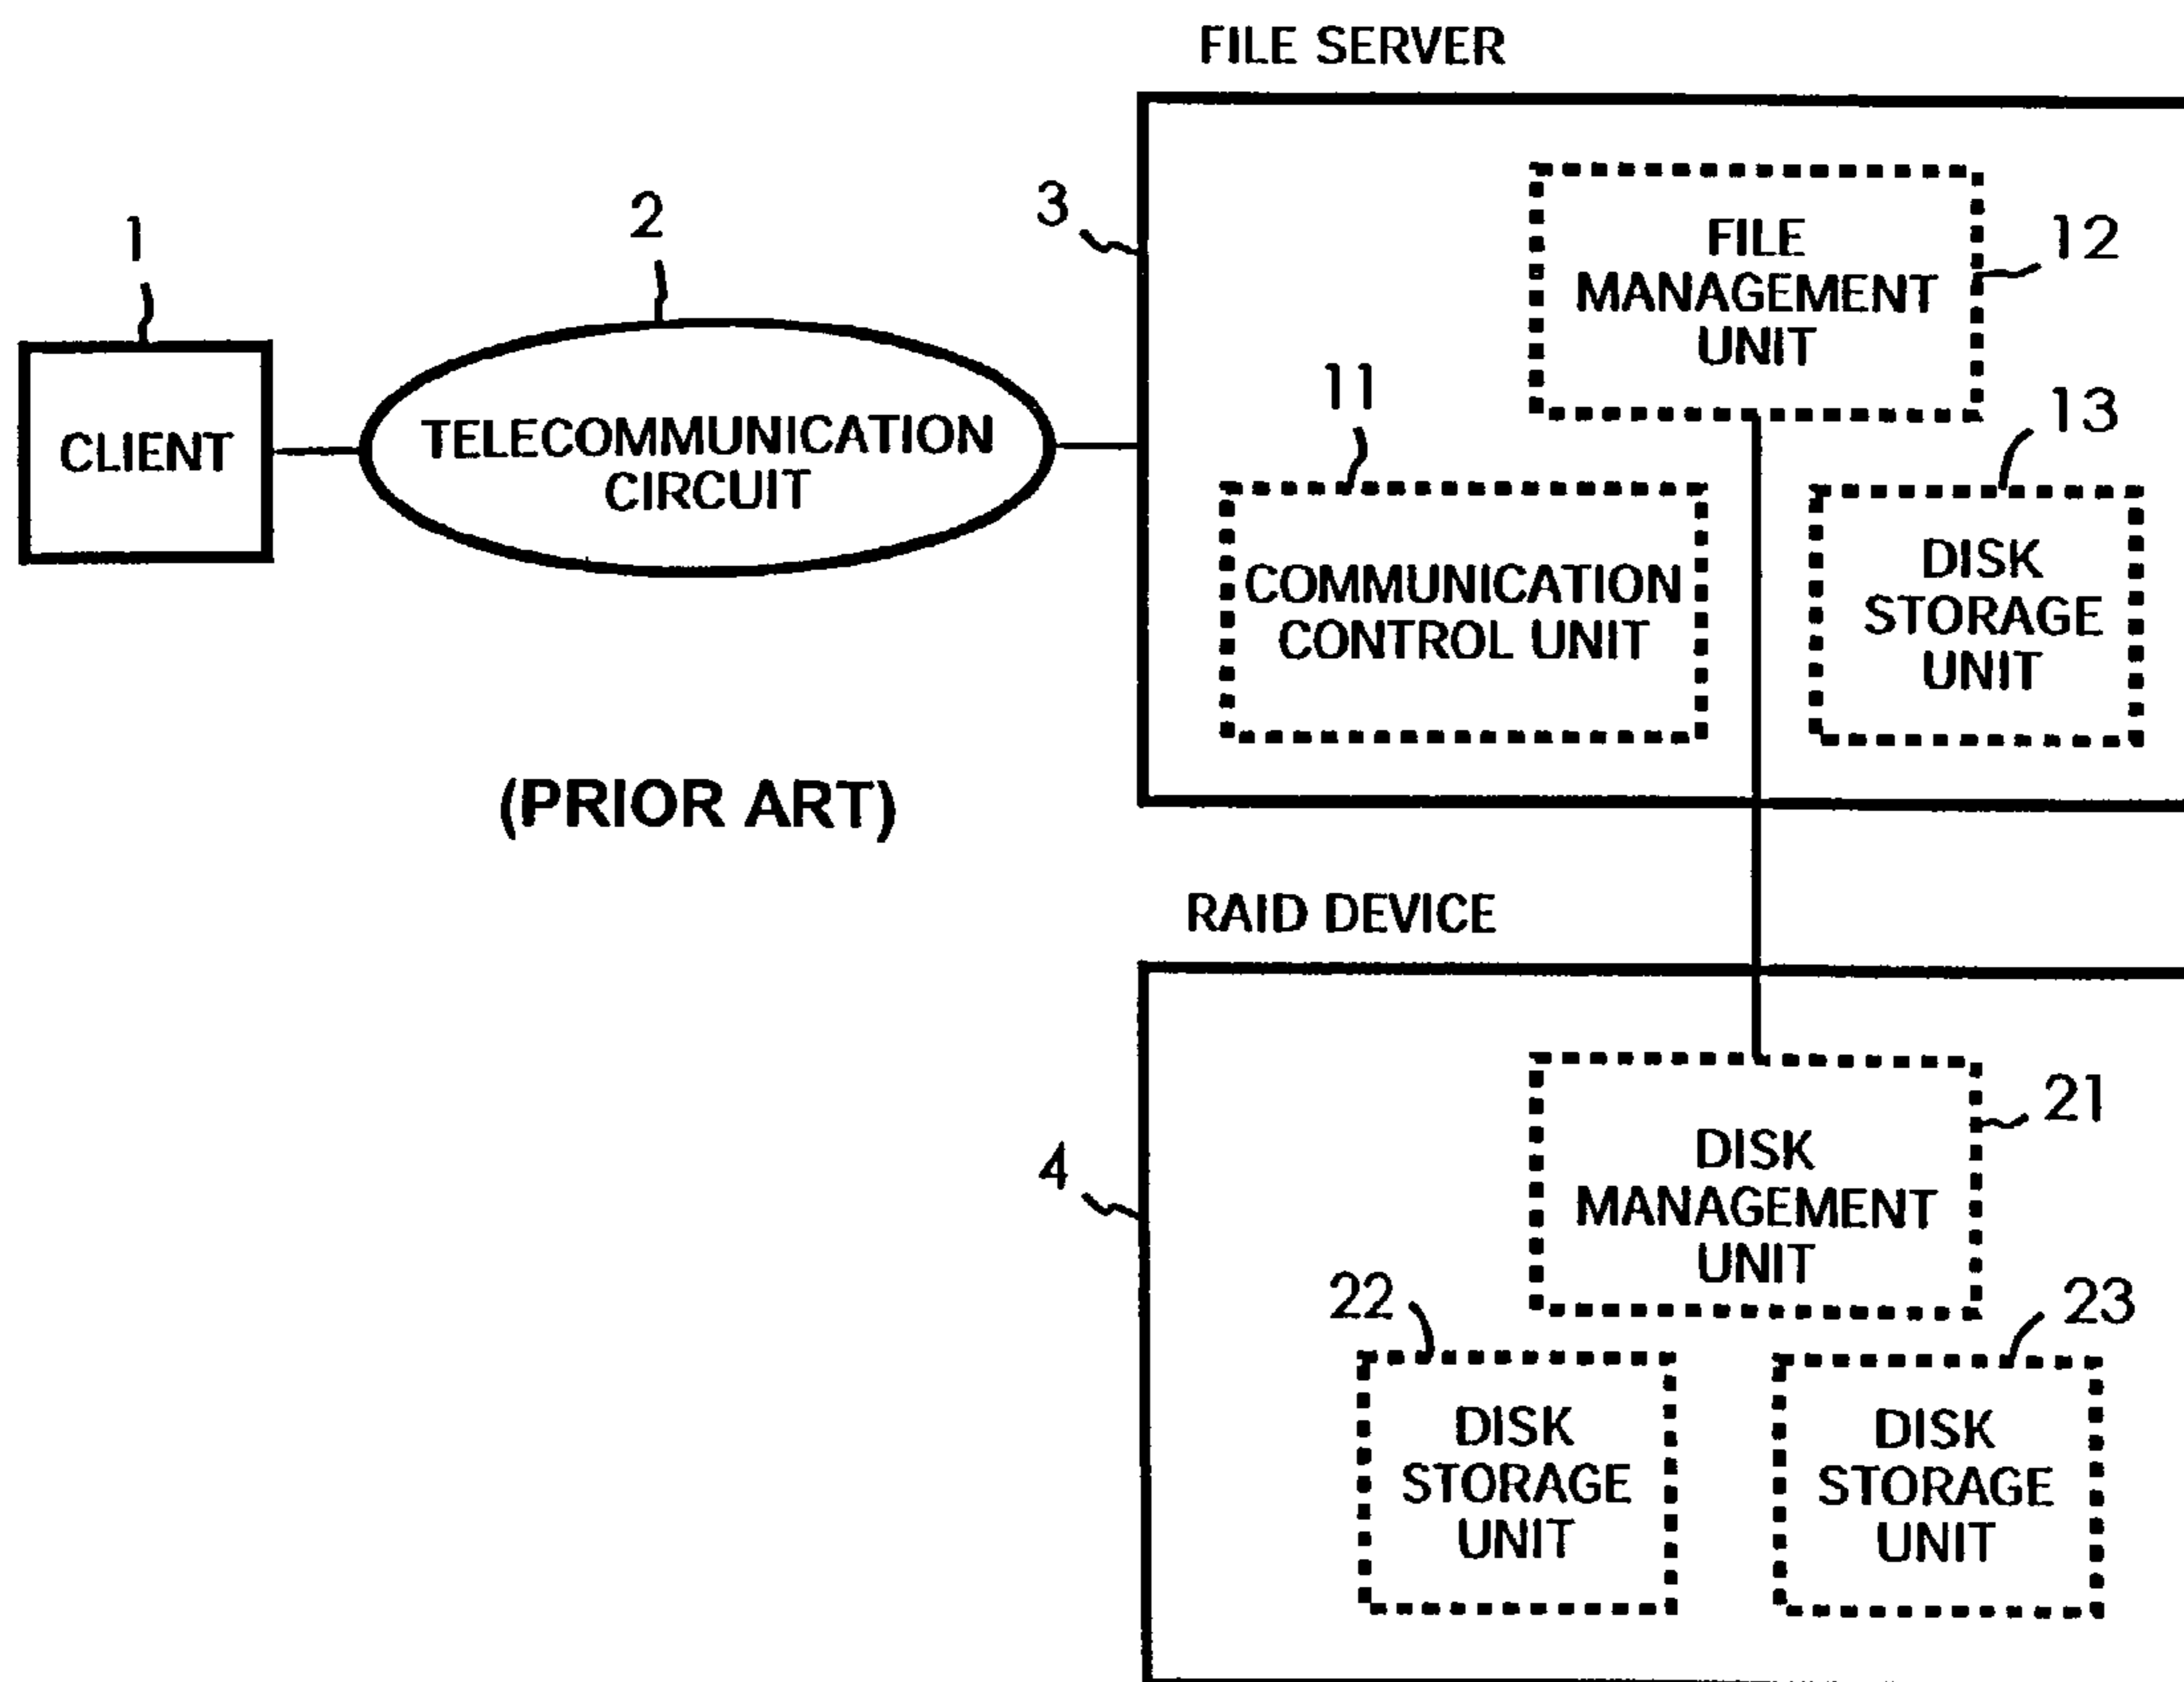 FILE SERVER
1
2
3
FILE
MANAGEMENT
UNIT
12
11
13
CLIENT
TELECOMMUNICATION
CIRCUIT
COMMUNICATION
CONTROL UNIT
DISK
STORAGE
UNIT
(PRIOR ART)
RAID DEVICE
4
DISK
MANAGEMENT
UNIT
21
22
23
DISK
STORAGE
UNIT
DISK
STORAGE
UNIT